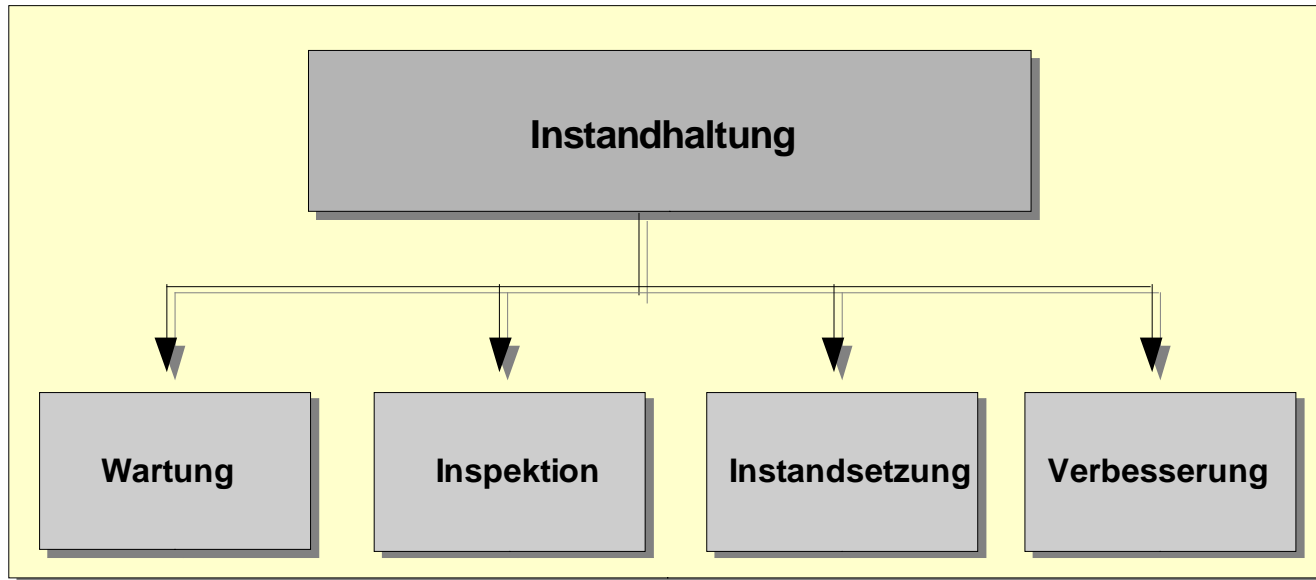 Instandhaltung
Wartung
Inspektion
Instandsetzung
Verbesserung